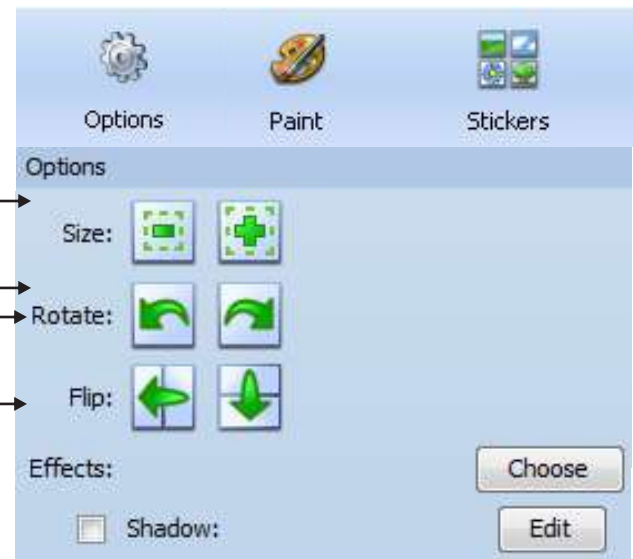 Options Paint Stickers
Options
Size:
Rotate:
Flip:
Effects: Choose
Shadow: Edit